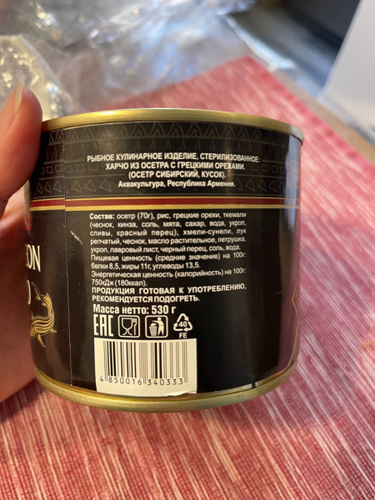 РЫБНОЕ КУЛИНАРНОЕ ИЗДЕЛИЕ, СТЕРИЛИЗОВАННОЕ:
ХАРЧО ИЗ ОСЕТРА С ГРЕЦКИМИ ОРЕХАМИ.
(ОСЕТР СИБИРСКИЙ, КУСОК).
Аквакультура, Республика Армения.
Состав: осетр (70г), рис, грецкие орехи, ткемали
(чеснок, кинза, соль, мята, сахар, вода, укроп,
сливы, красный перец), хмели-сунели, лук
репчатый, чеснок, масло растительное, петрушка,
укроп, лавровый лист, черный перец, соль, вода.
Пищевая ценность (средние значение) на 100г:
белки 8,5, жиры 11г, углеводы 13,5.
Энергетическая ценность (калорийность) на 100г:
750кДж (180ккал).
ПРОДУКЦИЯ ГОТОВАЯ К УПОТРЕБЛЕНИЮ,
РЕКОМЕНДУЕТСЯ ПОДОГРЕТЬ.
Масса нетто: 530 г
EAC
40
FE
4 850016 340333